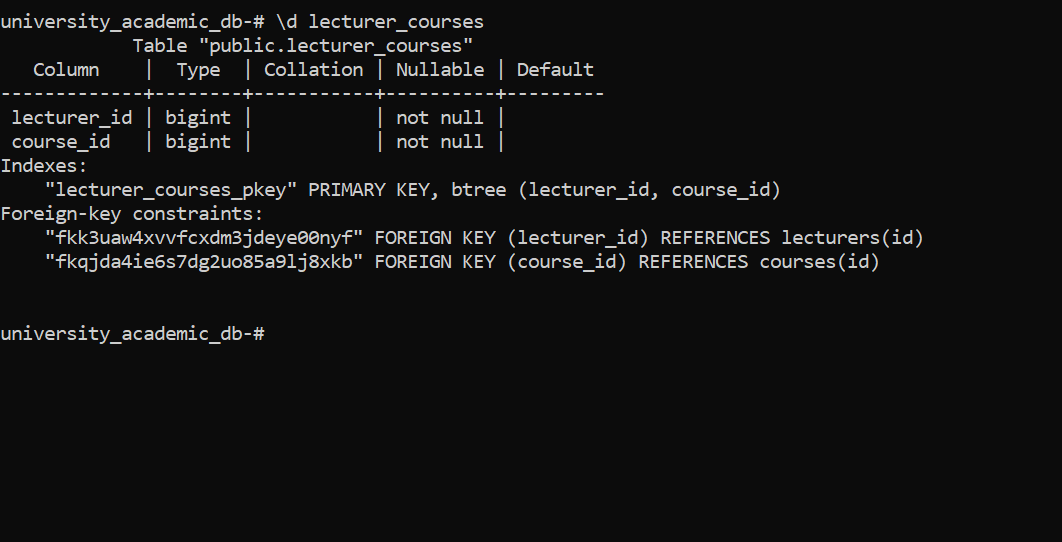 university_academic_db-# \d lecturer_courses
            Table "public.lecturer_courses"
   Column    |  Type  | Collation | Nullable | Default
-------------+--------+-----------+----------+---------
 lecturer_id | bigint |           | not null |
 course_id   | bigint |           | not null |
Indexes:
    "lecturer_courses_pkey" PRIMARY KEY, btree (lecturer_id, course_id)
Foreign-key constraints:
    "fkk3uaw4xvvfcxdm3jdeye00nyf" FOREIGN KEY (lecturer_id) REFERENCES lecturers(id)
    "fkqjda4ie6s7dg2uo85a9lj8xkb" FOREIGN KEY (course_id) REFERENCES courses(id)
university_academic_db-#